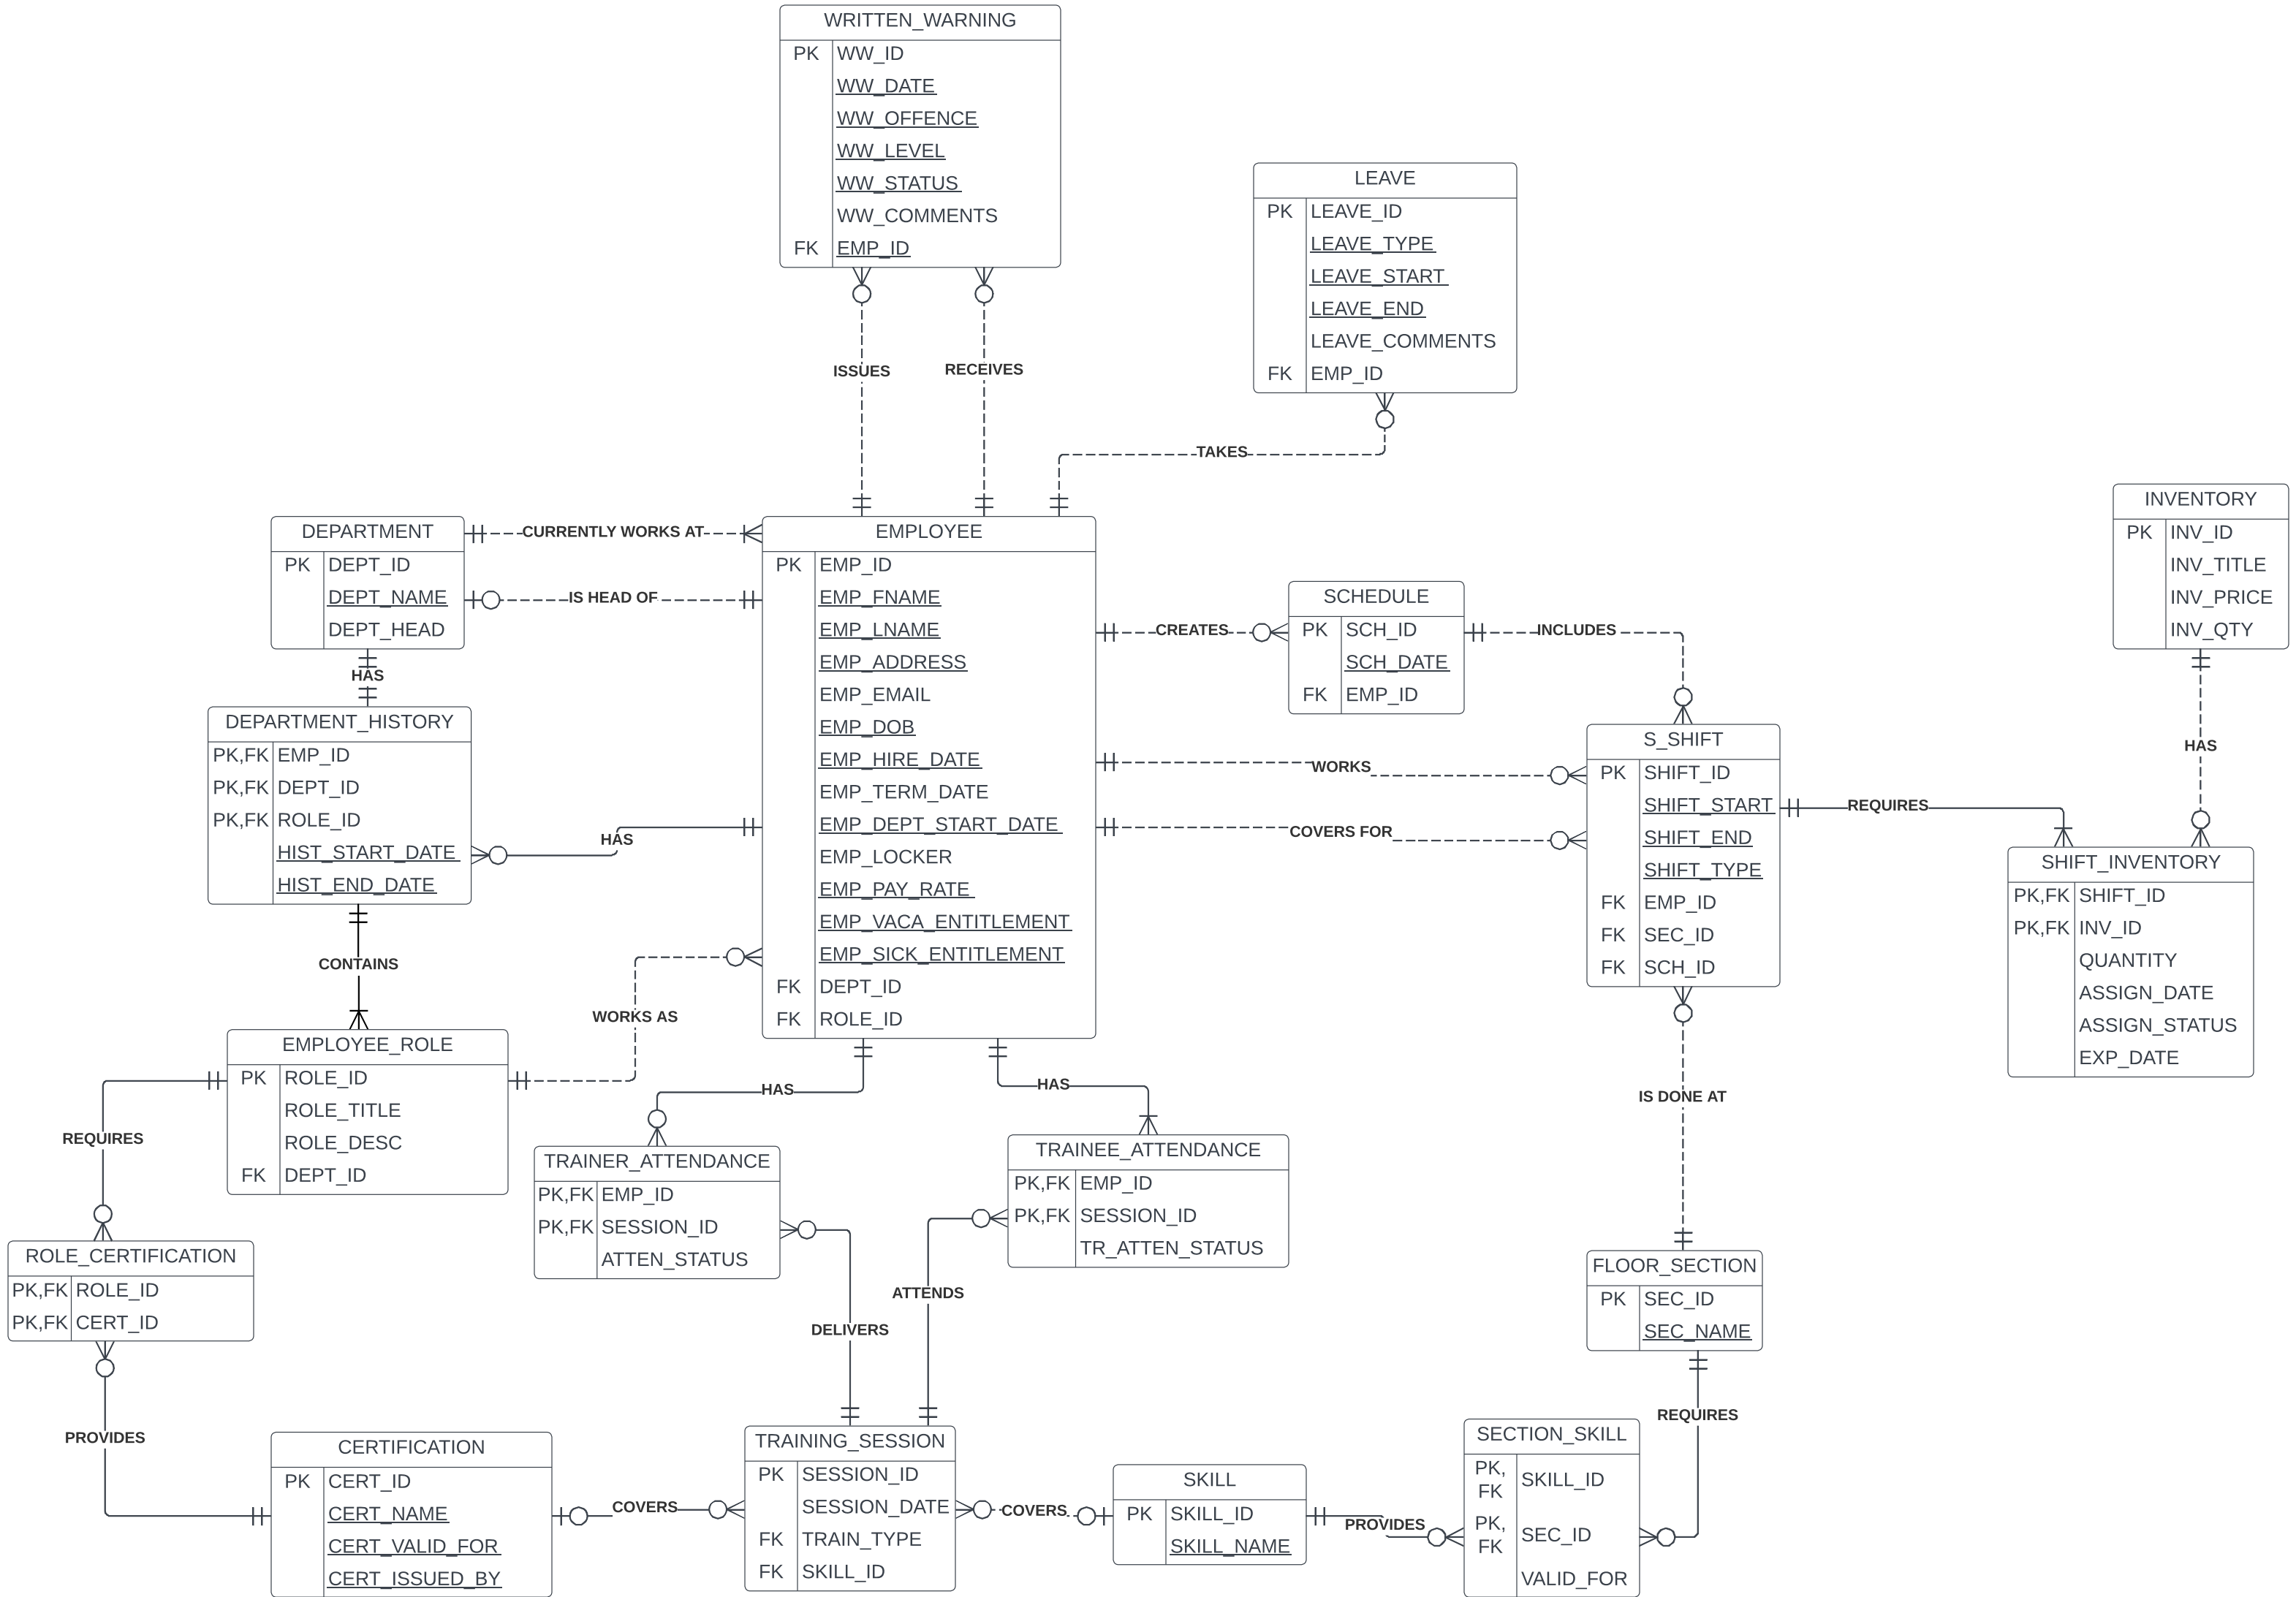 WRITTEN_WARNING
PK WW_ID
WW_DATE
WW_OFFENCE
WW_LEVEL
WW_STATUS
WW_COMMENTS
FK EMP_ID
LEAVE
PK LEAVE_ID
LEAVE_TYPE
LEAVE_START
LEAVE_END
LEAVE_COMMENTS
FK EMP_ID
ISSUES
RECEIVES
TAKES
DEPARTMENT
PK DEPT_ID
DEPT_NAME
DEPT_HEAD
CURRENTLY WORKS AT
IS HEAD OF
HAS
EMPLOYEE
PK EMP_ID
EMP_FNAME
EMP_LNAME
EMP_ADDRESS
EMP_EMAIL
EMP_DOB
EMP_HIRE_DATE
EMP_TERM_DATE
EMP_DEPT_START_DATE
EMP_LOCKER
EMP_PAY_RATE
EMP_VACA_ENTITLEMENT
EMP_SICK_ENTITLEMENT
FK DEPT_ID
FK ROLE_ID
CREATES
SCHEDULE
PK SCH_ID
SCH_DATE
FK EMP_ID
INCLUDES
WORKS
COVERS FOR
INVENTORY
PK INV_ID
INV_TITLE
INV_PRICE
INV_QTY
HAS
DEPARTMENT_HISTORY
PK,FK EMP_ID
PK,FK DEPT_ID
PK,FK ROLE_ID
HIST_START_DATE
HIST_END_DATE
HAS
CONTAINS
S_SHIFT
PK SHIFT_ID
SHIFT_START
SHIFT_END
SHIFT_TYPE
FK EMP_ID
FK SEC_ID
FK SCH_ID
REQUIRES
SHIFT_INVENTORY
PK,FK SHIFT_ID
PK,FK INV_ID
QUANTITY
ASSIGN_DATE
ASSIGN_STATUS
EXP_DATE
WORKS AS
EMPLOYEE_ROLE
PK ROLE_ID
ROLE_TITLE
ROLE_DESC
FK DEPT_ID
REQUIRES
HAS
HAS
IS DONE AT
TRAINER_ATTENDANCE
PK,FK EMP_ID
PK,FK SESSION_ID
ATTEN_STATUS
TRAINEE_ATTENDANCE
PK,FK EMP_ID
PK,FK SESSION_ID
TR_ATTEN_STATUS
ROLE_CERTIFICATION
PK,FK ROLE_ID
PK,FK CERT_ID
FLOOR_SECTION
PK SEC_ID
SEC_NAME
ATTENDS
DELIVERS
REQUIRES
PROVIDES
CERTIFICATION
PK CERT_ID
CERT_NAME
CERT_VALID_FOR
CERT_ISSUED_BY
COVERS
TRAINING_SESSION
PK SESSION_ID
SESSION_DATE
FK TRAIN_TYPE
FK SKILL_ID
COVERS
SKILL
PK SKILL_ID
SKILL_NAME
PROVIDES
SECTION_SKILL
PK,
FK SKILL_ID
PK,
FK SEC_ID
VALID_FOR